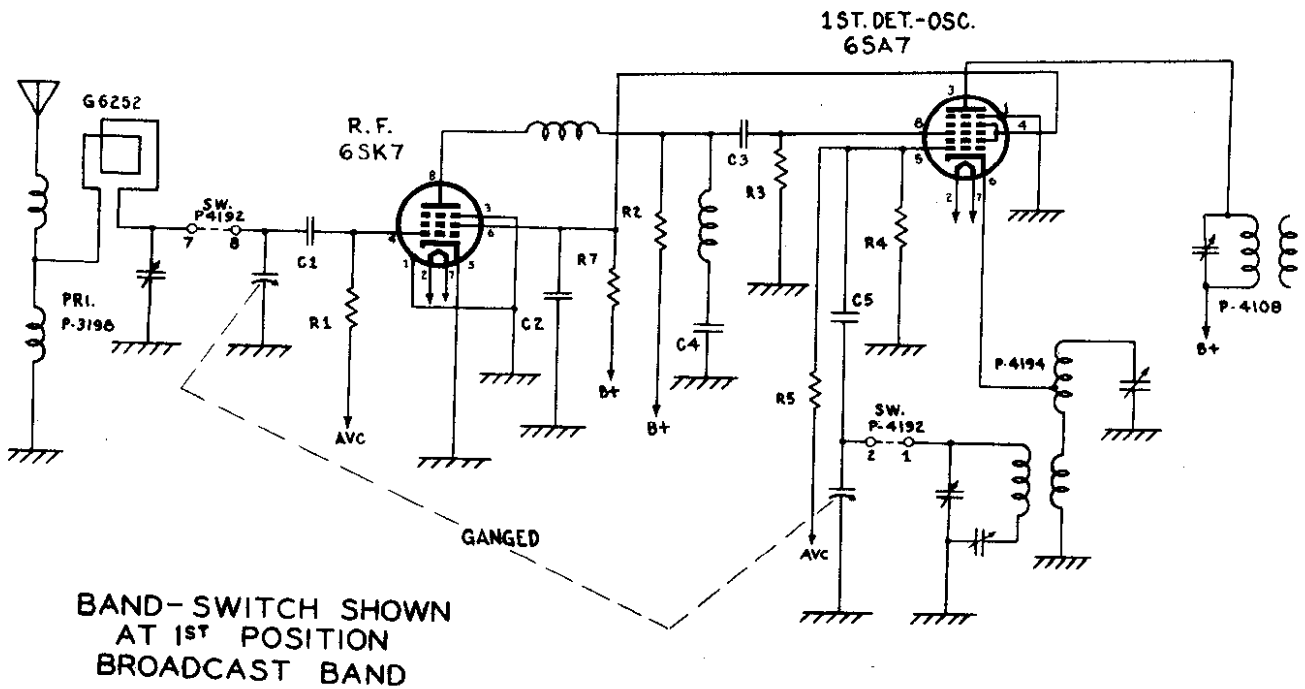 1ST. DET.-OSC.
6SA7
G6252
R.F.
6SK7
3
8
4
5
6
2
7
C3
R3
R2
R4
8
3
6
4
1
2
7
5
SW.
P4192
7
8
C1
R1
AVC
PRI.
P-3198
R7
C2
B+
B+
C4
C5
R5
P-4108
B+
P-4194
SW.
P-4192
2
1
AVC
GANGED
BAND-SWITCH SHOWN
AT 1ST POSITION
BROADCAST BAND